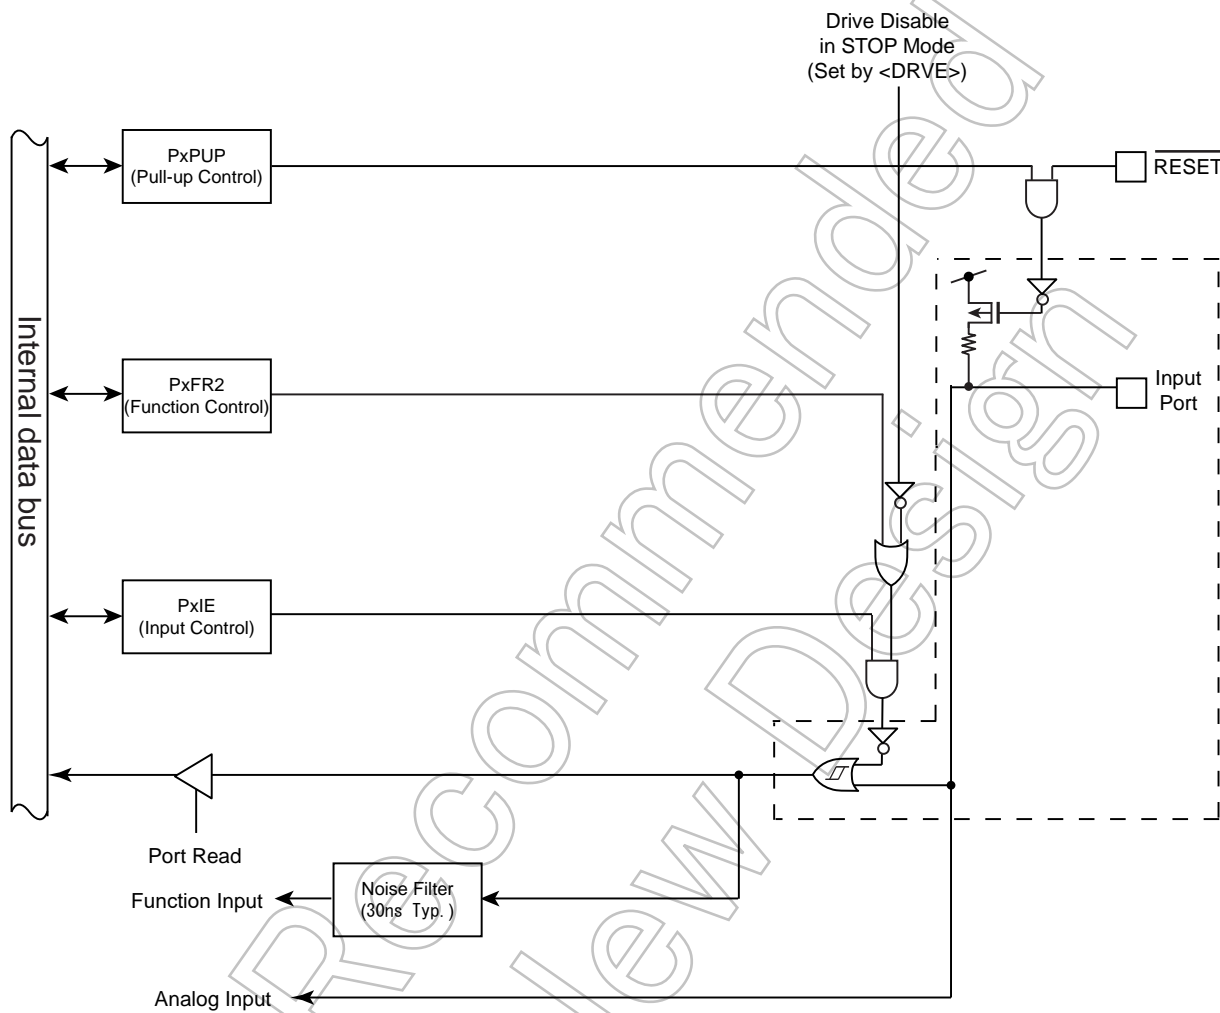 Drive Disable
in STOP Mode
(Set by <DRVE>)
PxPUP
(Pull-up Control)
RESET
Internal data bus
PxFR2
(Function Control)
Input
Port
PxIE
(Input Control)
Port Read
Function Input
Noise Filter
(30ns Typ. )
Analog Input
Recommended
Design